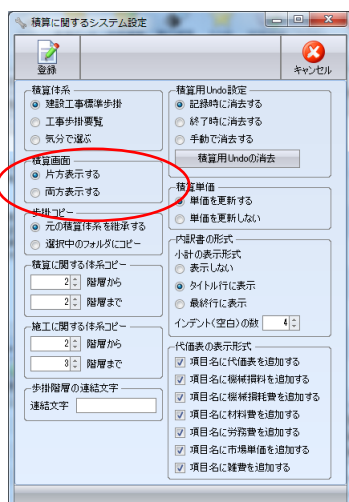 積算に関するシステム設定
登録
キャンセル
積算体系
建設工事標準歩掛
工事歩掛要覧
気分で選ぶ
積算画面
片方表示する
両方表示する
歩掛コピー
元の積算体系を継承する
選択中のフォルダにコピー
積算に関する体系コピー
2 階層から
2 階層まで
施工に関する体系コピー
2 階層から
3 階層まで
歩掛階層の連結文字
連結文字
積算用Undo設定
記録時に消去する
終了時に消去する
手動で消去する
積算用Undoの消去
積算単価
単価を更新する
単価を更新しない
内訳書の形式
小計の表示形式
表示しない
タイトル行に表示
最終行に表示
インデント(空白)の数 4
代価表の表示形式
項目名に代価表を追加する
項目名に機械損料を追加する
項目名に機械損耗費を追加する
項目名に材料費を追加する
項目名に労務費を追加する
項目名に市場単価を追加する
項目名に雑費を追加する